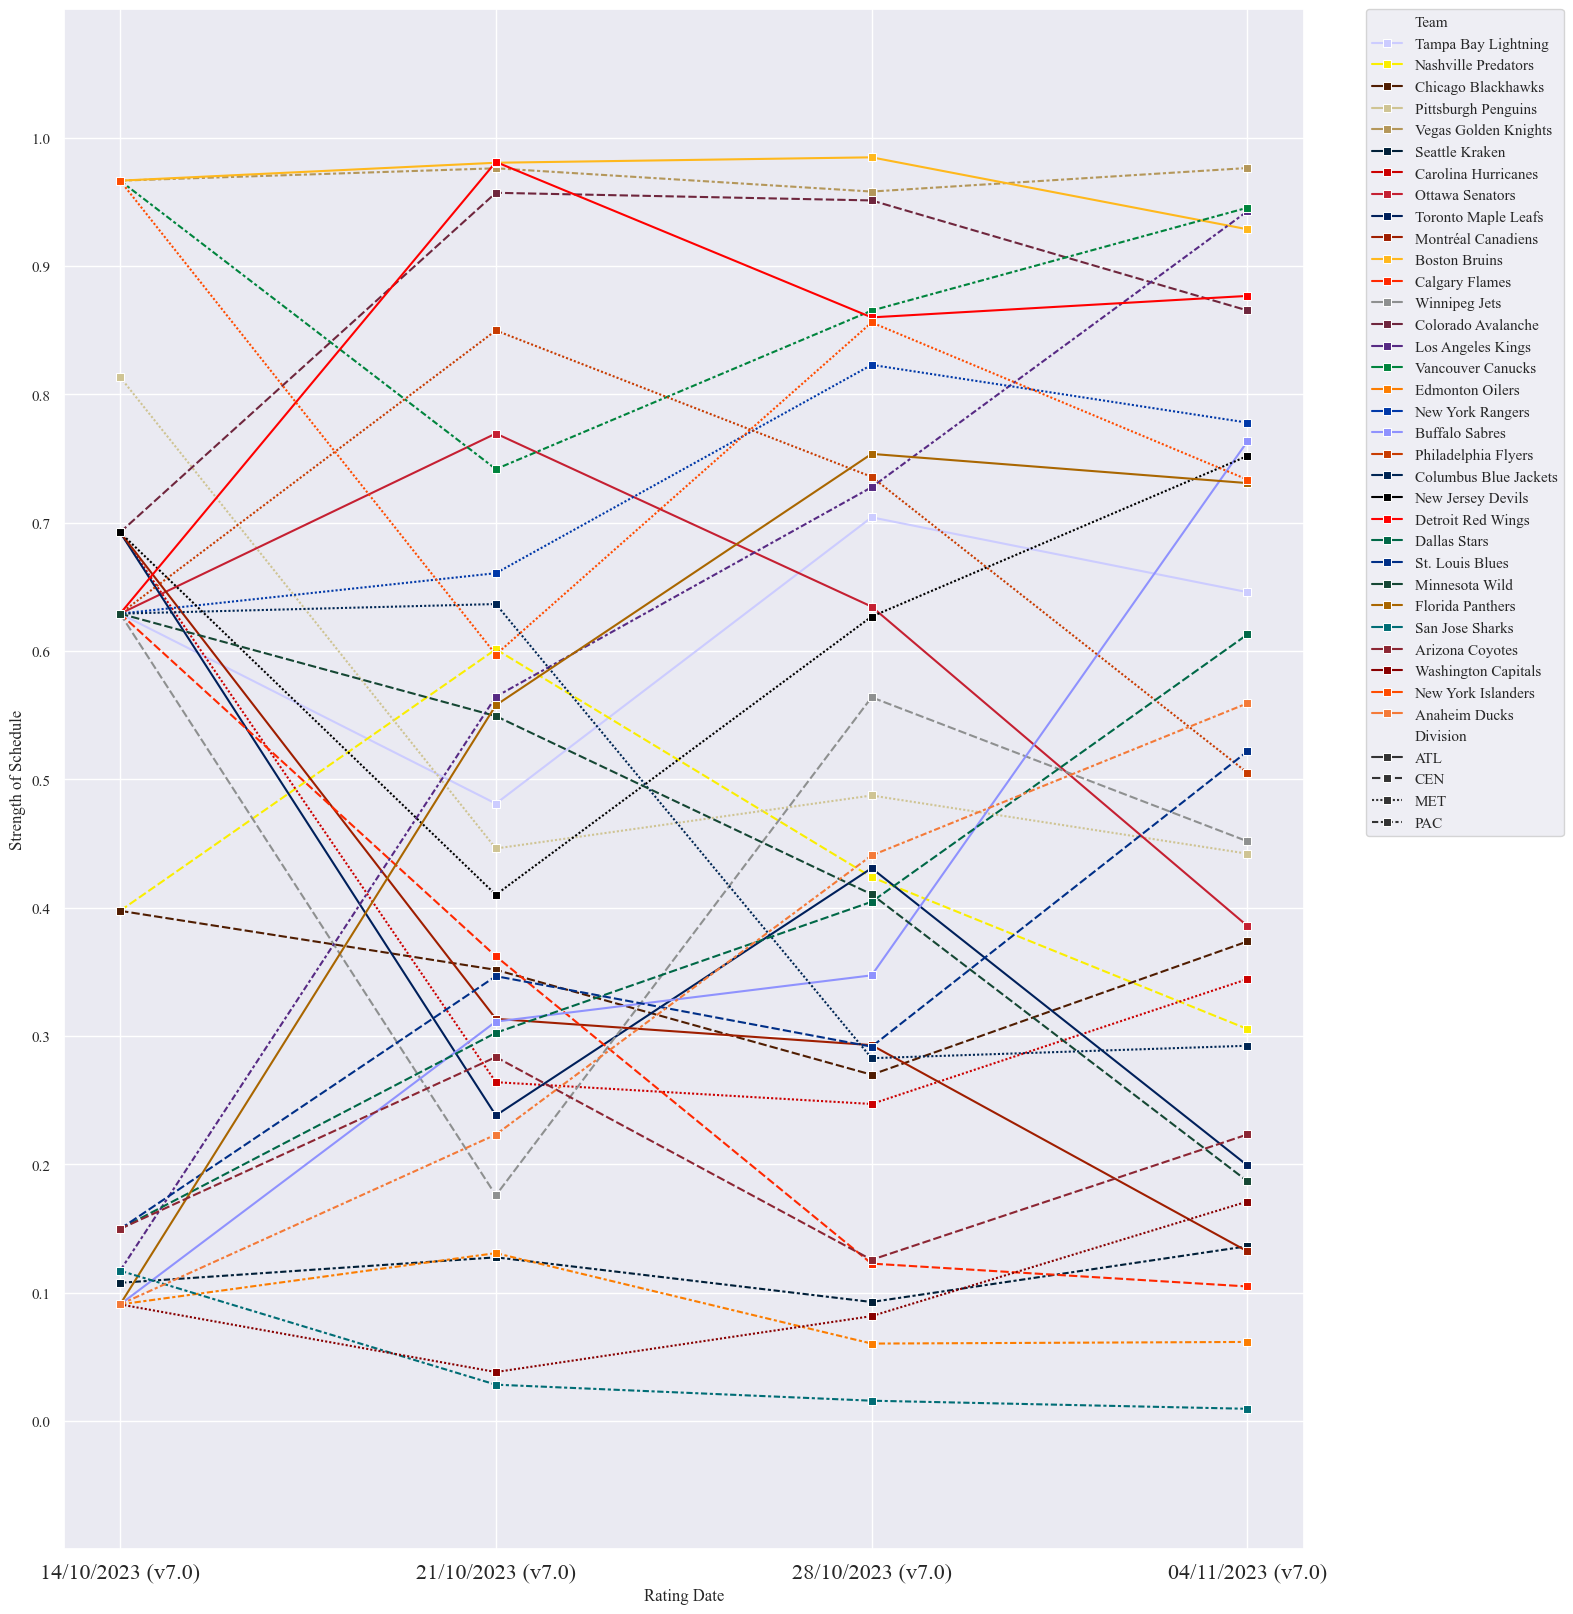 Strength of Schedule
1.0
0.9
0.8
0.7
0.6
0.5
0.4
0.3
0.2
0.1
0.0
14/10/2023 (v7.0)
21/10/2023 (v7.0)
28/10/2023 (v7.0)
04/11/2023 (v7.0)
Rating Date
Team
Tampa Bay Lightning
Nashville Predators
Chicago Blackhawks
Pittsburgh Penguins
Vegas Golden Knights
Seattle Kraken
Carolina Hurricanes
Ottawa Senators
Toronto Maple Leafs
Montréal Canadiens
Boston Bruins
Calgary Flames
Winnipeg Jets
Colorado Avalanche
Los Angeles Kings
Vancouver Canucks
Edmonton Oilers
New York Rangers
Buffalo Sabres
Philadelphia Flyers
Columbus Blue Jackets
New Jersey Devils
Detroit Red Wings
Dallas Stars
St. Louis Blues
Minnesota Wild
Florida Panthers
San Jose Sharks
Arizona Coyotes
Washington Capitals
New York Islanders
Anaheim Ducks
Division
ATL
CEN
MET
PAC